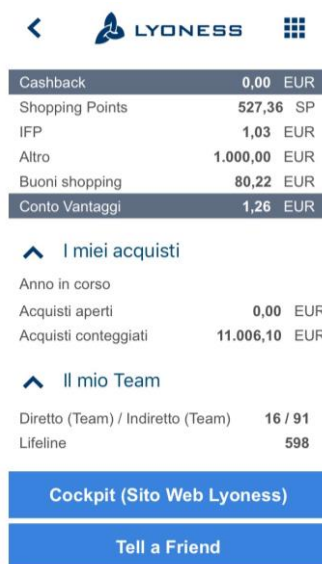 LYONESS
Cashback 0,00 EUR
Shopping Points 527,36 SP
IFP 1,03 EUR
Altro 1.000,00 EUR
Buoni shopping 80,22 EUR
Conto Vantaggi 1,26 EUR
I miei acquisti
Anno in corso
Acquisti aperti 0,00 EUR
Acquisti conteggiati 11.006,10 EUR
Il mio Team
Diretto (Team) / Indiretto (Team) 16 / 91
Lifeline 598
Cockpit (Sito Web Lyoness)
Tell a Friend